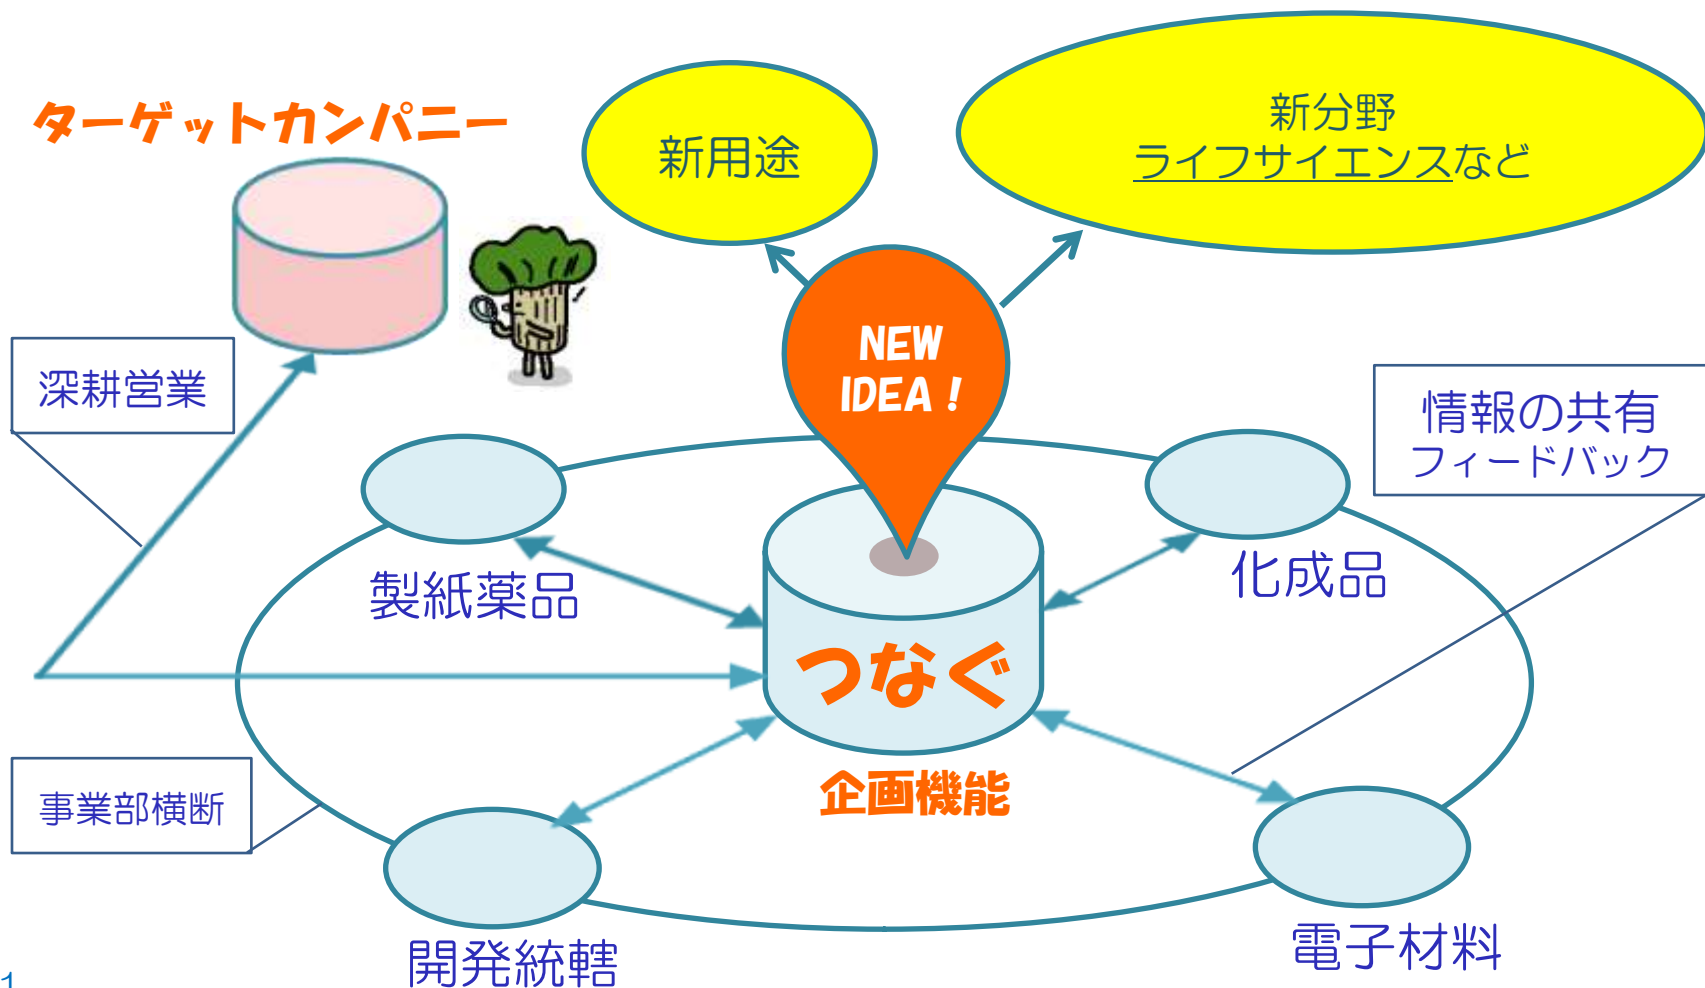 ターゲットカンパニー
新用途
新分野
ライフサイエンスなど
NEW
IDEA！
深耕営業
情報の共有
フィードバック
製紙薬品
化成品
つなぐ
企画機能
事業部横断
開発統轄
電子材料
1